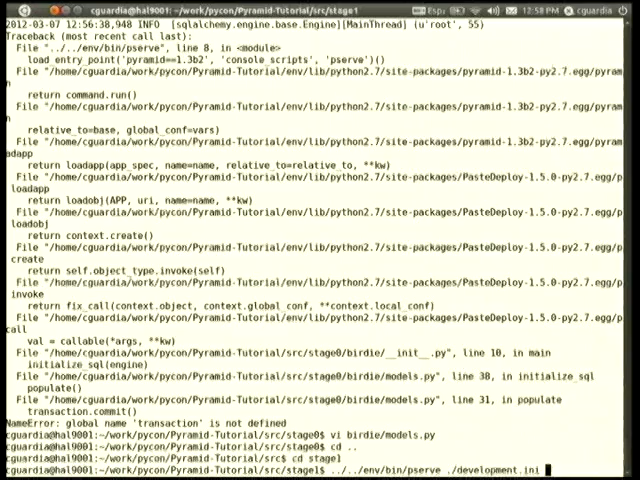 cguardia@hal9001: ~/work/pycon/Pyramid-Tutorial/src/stage1
Esp
12:58 PM
cguardia
2012-03-07 12:56:38,948 INFO  [sqlalchemy.engine.base.Engine][MainThread] (u'root', 55)
Traceback (most recent call last):
  File "../../env/bin/pserve", line 8, in <module>
    load_entry_point('pyramid==1.3b2', 'console_scripts', 'pserve')()
  File "/home/cguardia/work/pycon/Pyramid-Tutorial/env/lib/python2.7/site-packages/pyramid-1.3b2-py2.7.egg/pyram
n
    return command.run()
  File "/home/cguardia/work/pycon/Pyramid-Tutorial/env/lib/python2.7/site-packages/pyramid-1.3b2-py2.7.egg/pyram
n
    relative_to=base, global_conf=vars)
  File "/home/cguardia/work/pycon/Pyramid-Tutorial/env/lib/python2.7/site-packages/pyramid-1.3b2-py2.7.egg/pyram
adapp
    return loadapp(app_spec, name=name, relative_to=relative_to, **kw)
  File "/home/cguardia/work/pycon/Pyramid-Tutorial/env/lib/python2.7/site-packages/PasteDeploy-1.5.0-py2.7.egg/p
loadapp
    return loadobj(APP, uri, name=name, **kw)
  File "/home/cguardia/work/pycon/Pyramid-Tutorial/env/lib/python2.7/site-packages/PasteDeploy-1.5.0-py2.7.egg/p
loadobj
    return context.create()
  File "/home/cguardia/work/pycon/Pyramid-Tutorial/env/lib/python2.7/site-packages/PasteDeploy-1.5.0-py2.7.egg/p
create
    return self.object_type.invoke(self)
  File "/home/cguardia/work/pycon/Pyramid-Tutorial/env/lib/python2.7/site-packages/PasteDeploy-1.5.0-py2.7.egg/p
invoke
    return fix_call(context.object, context.global_conf, **context.local_conf)
  File "/home/cguardia/work/pycon/Pyramid-Tutorial/env/lib/python2.7/site-packages/PasteDeploy-1.5.0-py2.7.egg/p
call
    val = callable(*args, **kw)
  File "/home/cguardia/work/pycon/Pyramid-Tutorial/src/stage0/birdie/__init__.py", line 10, in main
    initialize_sql(engine)
  File "/home/cguardia/work/pycon/Pyramid-Tutorial/src/stage0/birdie/models.py", line 38, in initialize_sql
    populate()
  File "/home/cguardia/work/pycon/Pyramid-Tutorial/src/stage0/birdie/models.py", line 31, in populate
    transaction.commit()
NameError: global name 'transaction' is not defined
cguardia@hal9001:~/work/pycon/Pyramid-Tutorial/src/stage0$ vi birdie/models.py
cguardia@hal9001:~/work/pycon/Pyramid-Tutorial/src/stage0$ cd ..
cguardia@hal9001:~/work/pycon/Pyramid-Tutorial/src$ cd stage1
cguardia@hal9001:~/work/pycon/Pyramid-Tutorial/src/stage1$ ../../env/bin/pserve ./development.ini